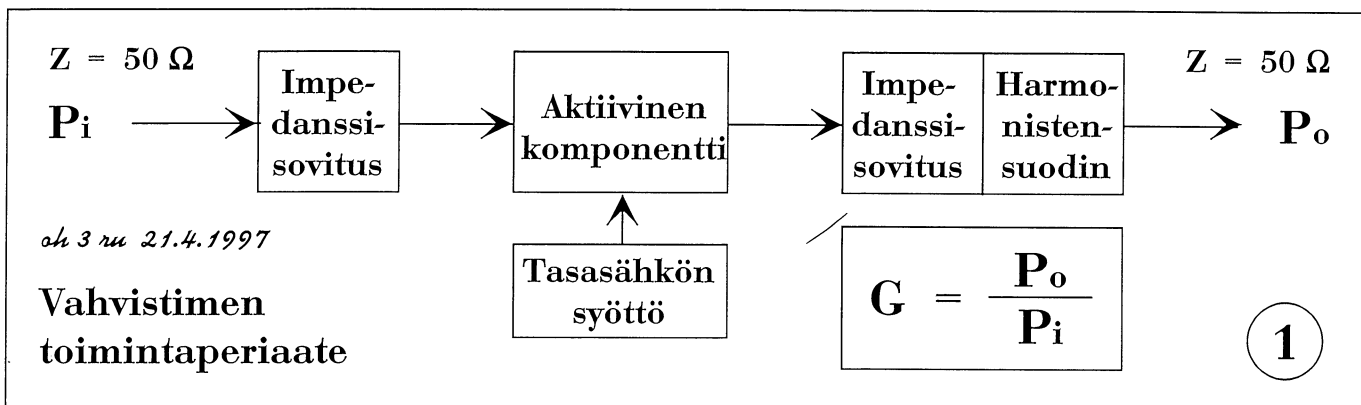 Z = 50 Ω
Pi
Impe-
danssi-
sovitus
Aktiivinen
komponentti
Impe-
danssi-
sovitus
Harmo-
nisten-
suodin
Z = 50 Ω
Po
oh 3 ru 21.4.1997
Tasasähkön
syöttö
Vahvistimen
toimintaperiaate
G = Po
Pi
1